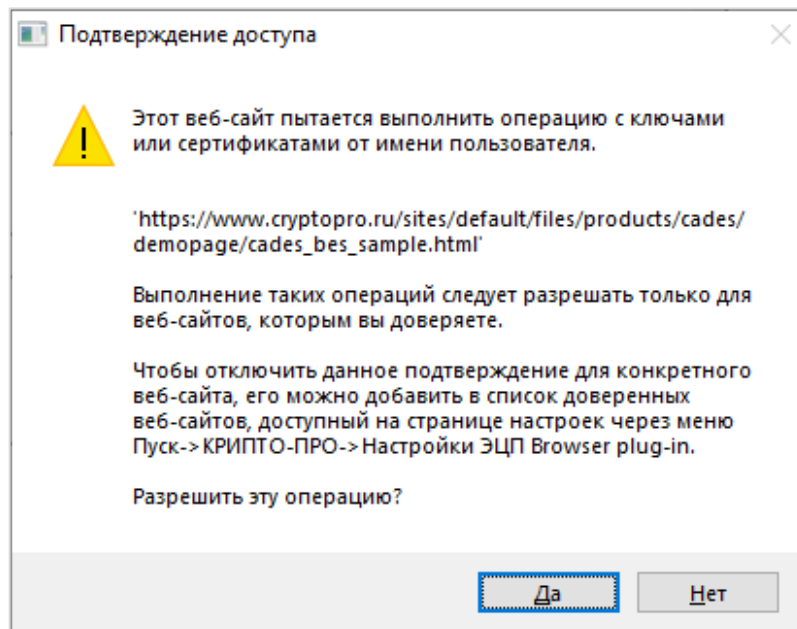 Подтверждение доступа
Этот веб-сайт пытается выполнить операцию с ключами
или сертификатами от имени пользователя.
'https://www.cryptopro.ru/sites/default/files/products/cades/
demopage/cades_bes_sample.html'
Выполнение таких операций следует разрешать только для
веб-сайтов, которым вы доверяете.
Чтобы отключить данное подтверждение для конкретного
веб-сайта, его можно добавить в список доверенных
веб-сайтов, доступный на странице настроек через меню
Пуск->КРИПТО-ПРО->Настройки ЭЦП Browser plug-in.
Разрешить эту операцию?
Да
Нет